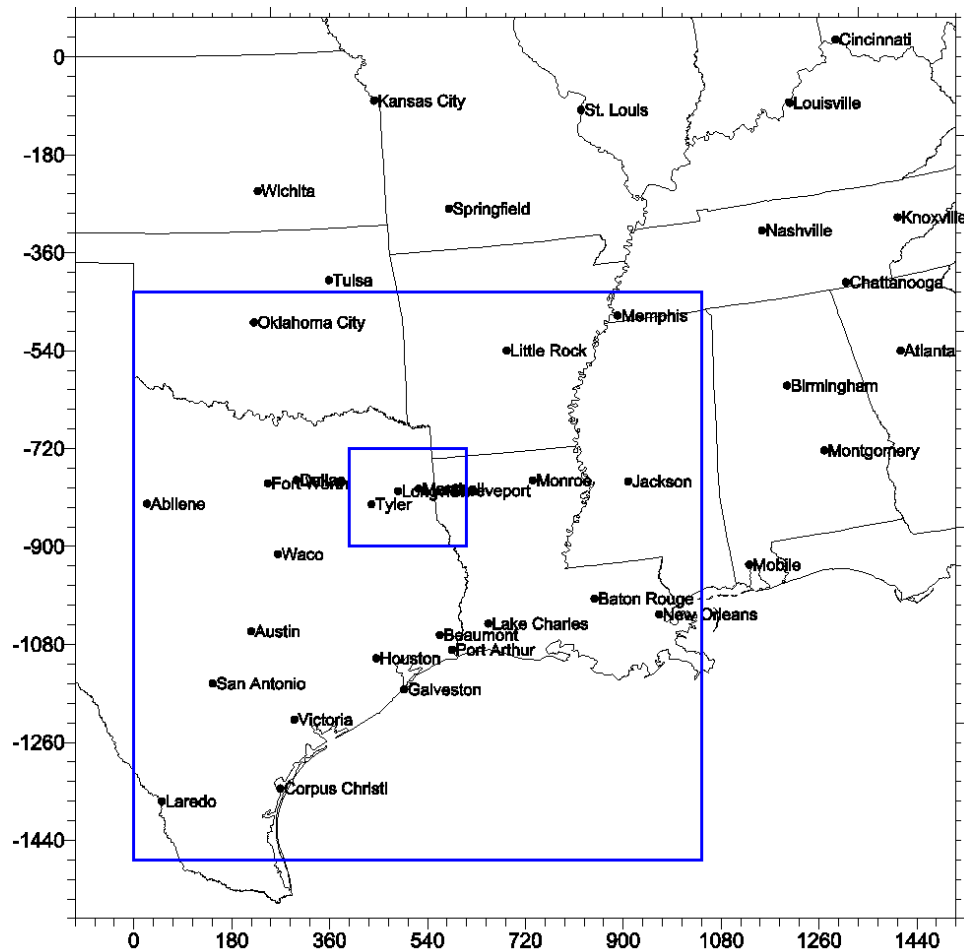 Cincinnati
0
Kansas City
Louisville
St. Louis
-180
Wichita
Springfield
Knoxville
Nashville
-360
Tulsa
Chattanooga
Memphis
Oklahoma City
-540
Little Rock
Atlanta
Birmingham
-720
Montgomery
Dallas
Fort Worth
Monroe
Jackson
Abilene
Tyler
-900
Waco
Mobile
Baton Rouge
New Orleans
Lake Charles
Austin
Beaumont
-1080
Port Arthur
Houston
San Antonio
Galveston
Victoria
-1260
Corpus Christi
Laredo
-1440
0 180 360 540 720 900 1080 1260 1440